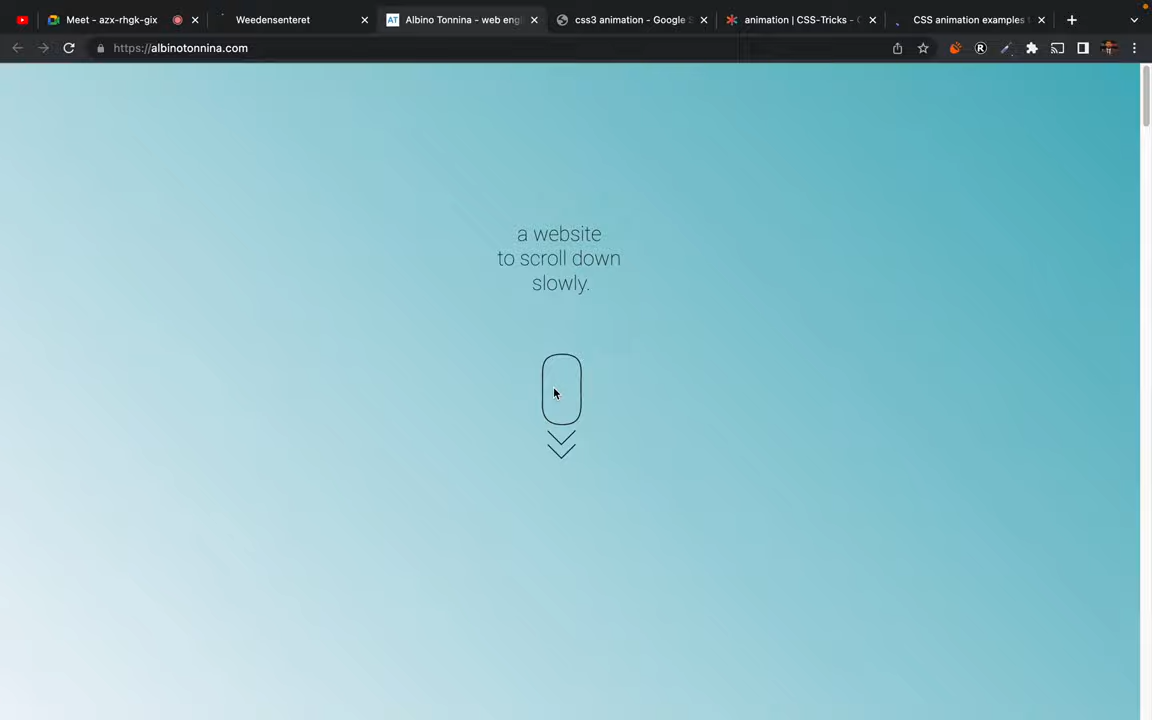 Meet - azx-rhgk-gix
Weedensenteret
AT
Albino Tonnina - web eng
css3 animation - Google S
animation | CSS-Tricks - C
CSS animation examples
https://albinotonnina.com
R
a website
to scroll down
slowly.